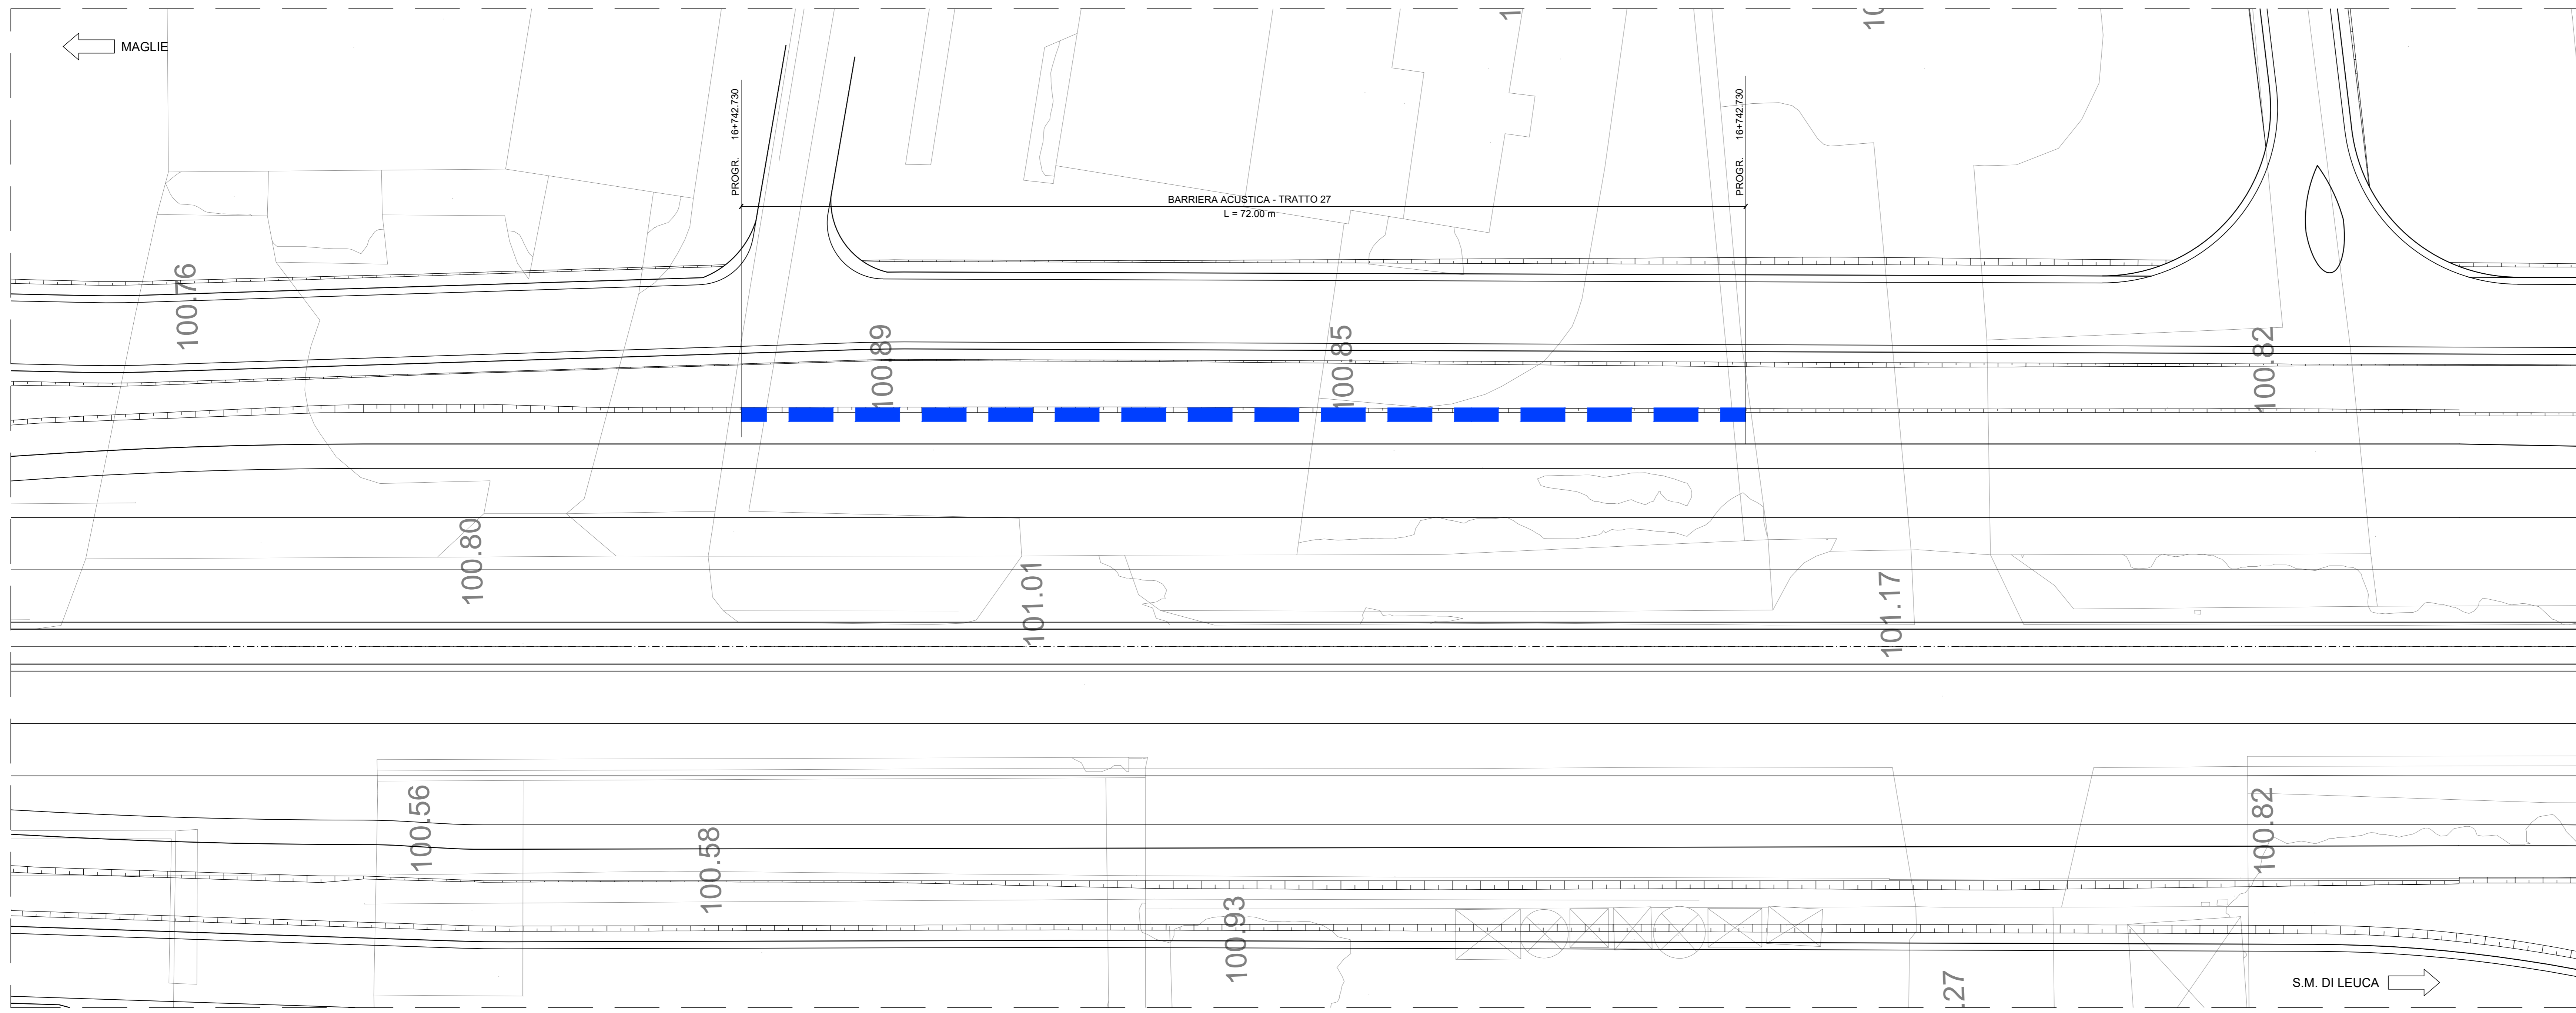 MAGLIE
PROGR. 16+742.730
PROGR. 16+742.730
BARRIERA ACUSTICA - TRATTO 27
L = 72.00 m
100.76
100.89
100.85
100.82
100.80
101.01
101.17
100.56
100.58
100.82
100.93
.27
S.M. DI LEUCA